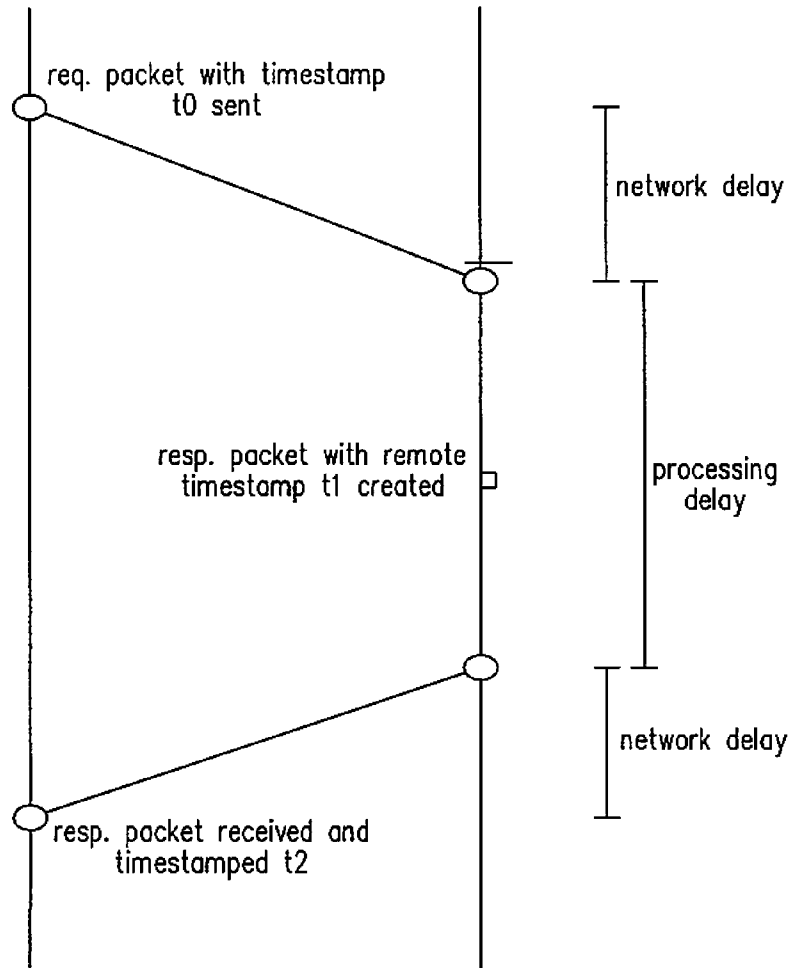 req. packet with timestamp
t0 sent
network delay
resp. packet with remote
timestamp t1 created
processing
delay
network delay
resp. packet received and
timestamped t2